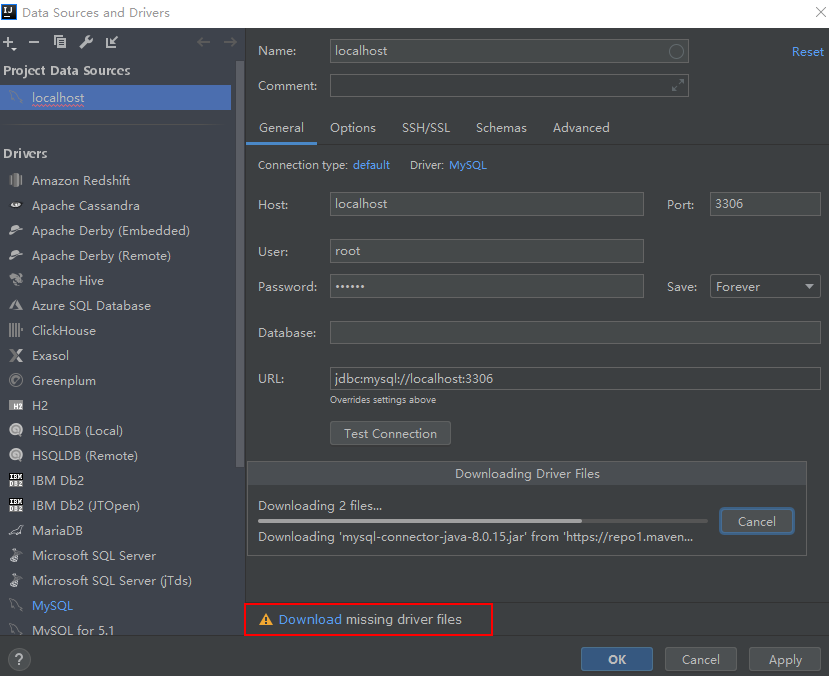 Data Sources and Drivers
Project Data Sources
localhost
Drivers
Amazon Redshift
Apache Cassandra
Apache Derby (Embedded)
Apache Derby (Remote)
Apache Hive
Azure SQL Database
ClickHouse
Exasol
Greenplum
H2
HSQLDB (Local)
HSQLDB (Remote)
IBM Db2
IBM Db2 (JTOpen)
MariaDB
Microsoft SQL Server
Microsoft SQL Server (jTds)
MySQL
MySQL for 5.1
Name: localhost
Reset
Comment:
General Options SSH/SSL Schemas Advanced
Connection type: default Driver: MySQL
Host: localhost Port: 3306
User: root
Password: •••••• Save: Forever
Database:
URL: jdbc:mysql://localhost:3306
Overrides settings above
Test Connection
Downloading Driver Files
Downloading 2 files...
Cancel
Downloading 'mysql-connector-java-8.0.15.jar' from 'https://repo1.maven...
Download missing driver files
? OK Cancel Apply